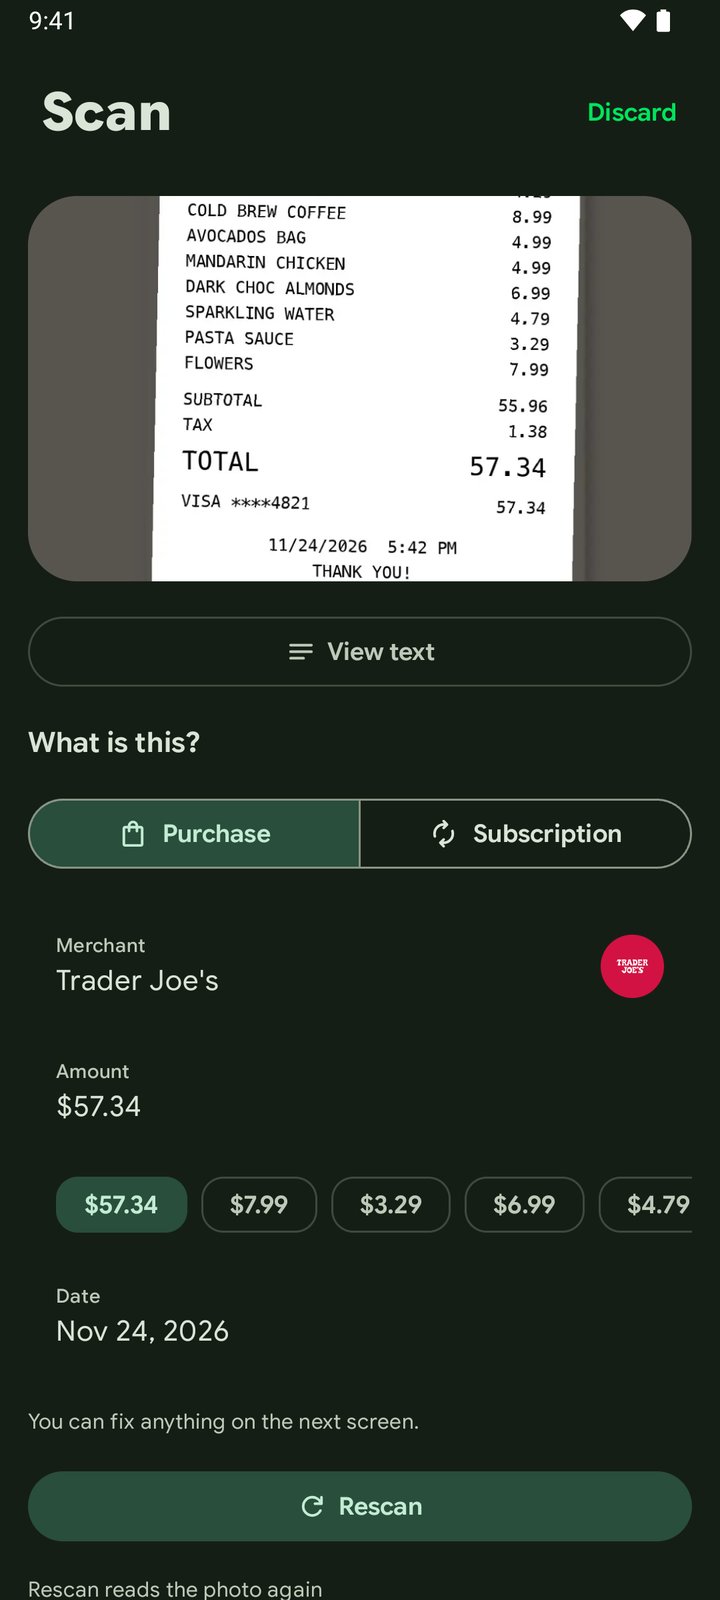 9:41
Scan
Discard
COLD BREW COFFEE 8.99
AVOCADOS BAG 4.99
MANDARIN CHICKEN 4.99
DARK CHOC ALMONDS 6.99
SPARKLING WATER 4.79
PASTA SAUCE 3.29
FLOWERS 7.99
SUBTOTAL 55.96
TAX 1.38
TOTAL 57.34
VISA ****4821 57.34
11/24/2026 5:42 PM
THANK YOU!
View text
What is this?
Purchase Subscription
Merchant
Trader Joe's
TRADER JOE'S
Amount
$57.34
$57.34 $7.99 $3.29 $6.99 $4.79
Date
Nov 24, 2026
You can fix anything on the next screen.
Rescan
Rescan reads the photo again